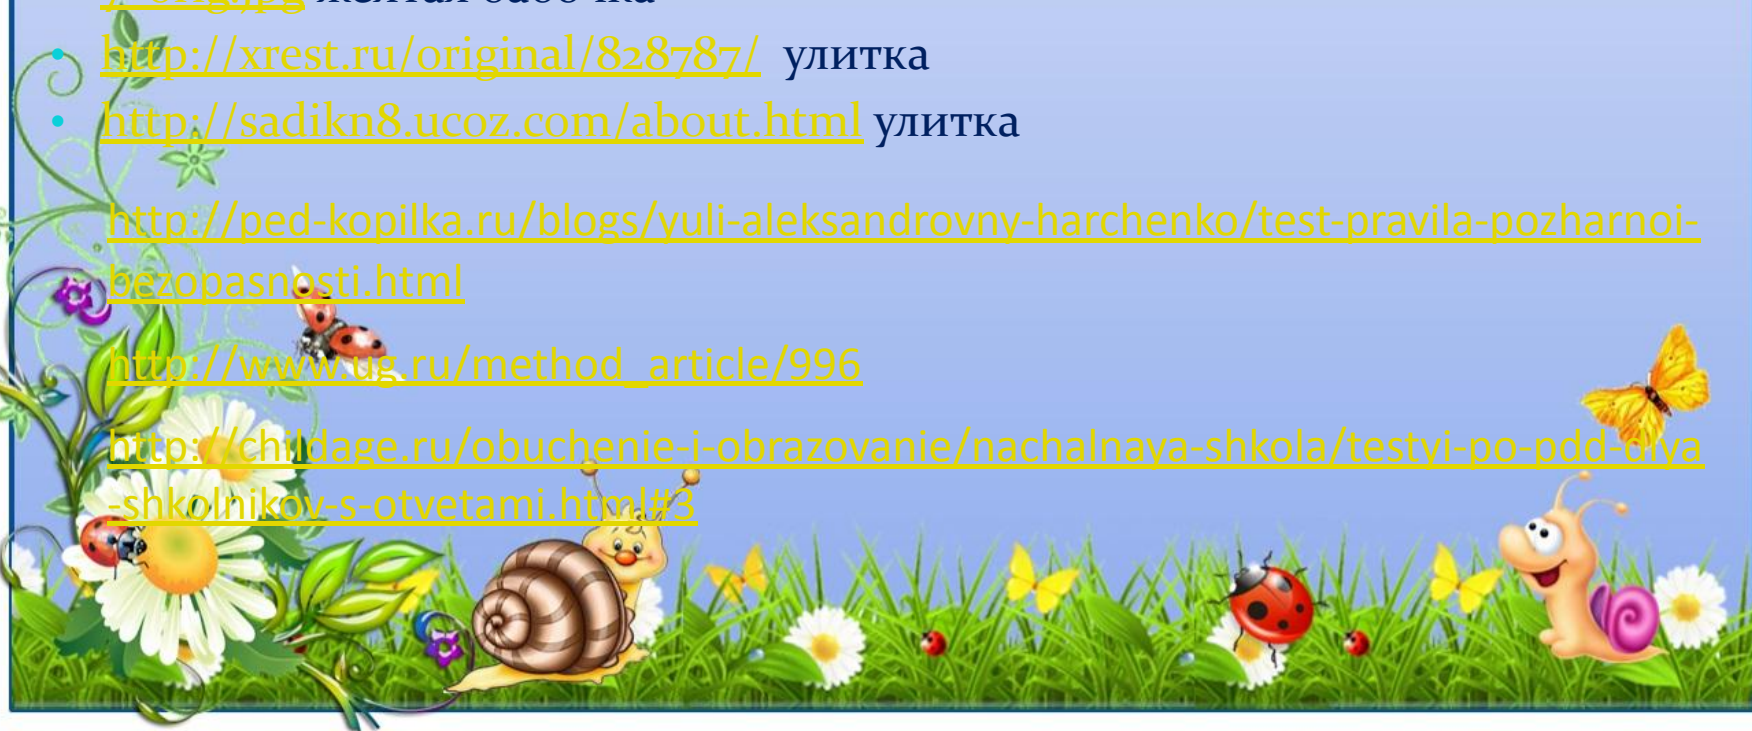 http://xrest.ru/original/828787/ улитка
http://sadikn8.ucoz.com/about.html улитка
http://ped-kopilka.ru/blogs/yuli-aleksandrovny-harchenko/test-pravila-pozharnoi-
bezopasnosti.html
http://www.ug.ru/method_article/996
http://childage.ru/obuchenie-i-obrazovanie/nachalnaya-shkola/testyi-po-pdd-dlya
-shkolnikov-s-otvetami.html#3